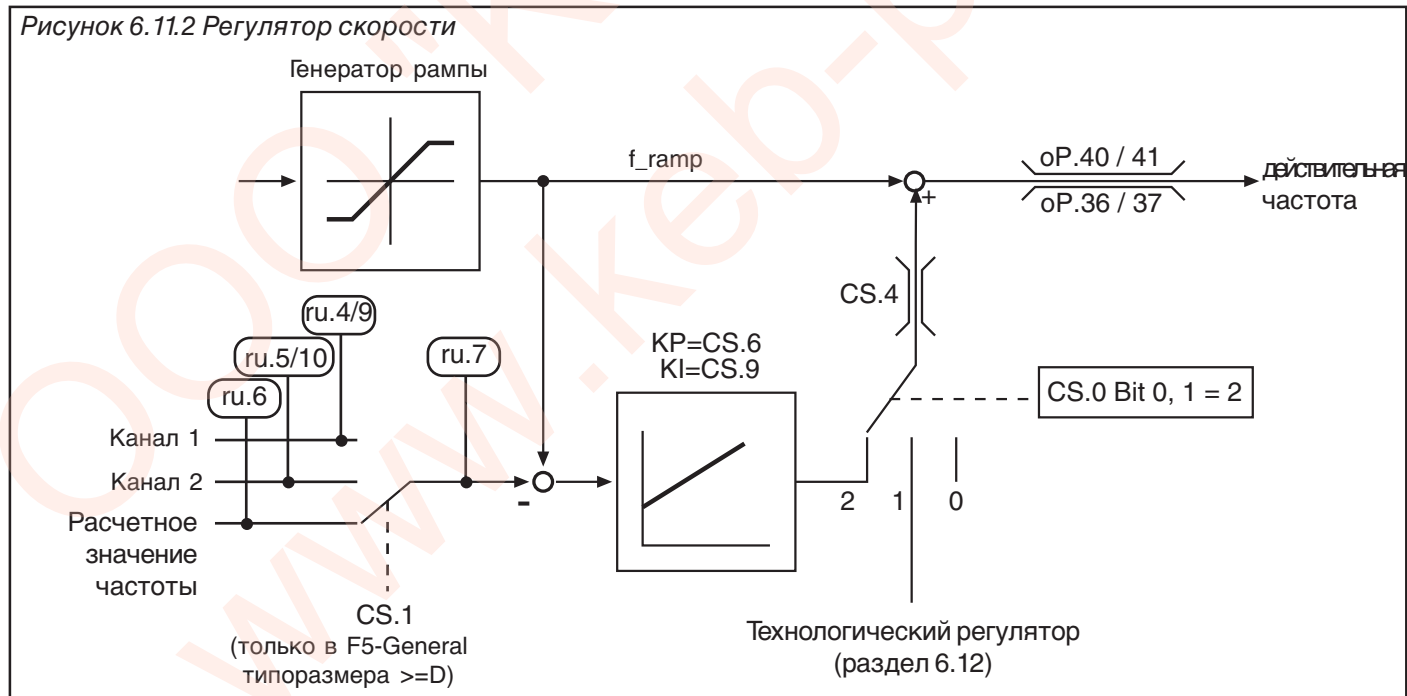 Рисунок 6.11.2 Регулятор скорости
Генератор рампы
f_ramp
oP.40 / 41
oP.36 / 37
действительная
частота
+
CS.4
ru.4/9
ru.5/10
ru.6
ru.7
KP=CS.6
KI=CS.9
CS.0 Bit 0, 1 = 2
Канал 1
Канал 2
Расчетное
значение
частоты
-
2 1 0
CS.1
(только в F5-General
типоразмера >=D)
Технологический регулятор
(раздел 6.12)
ООО "К
www.keb-p